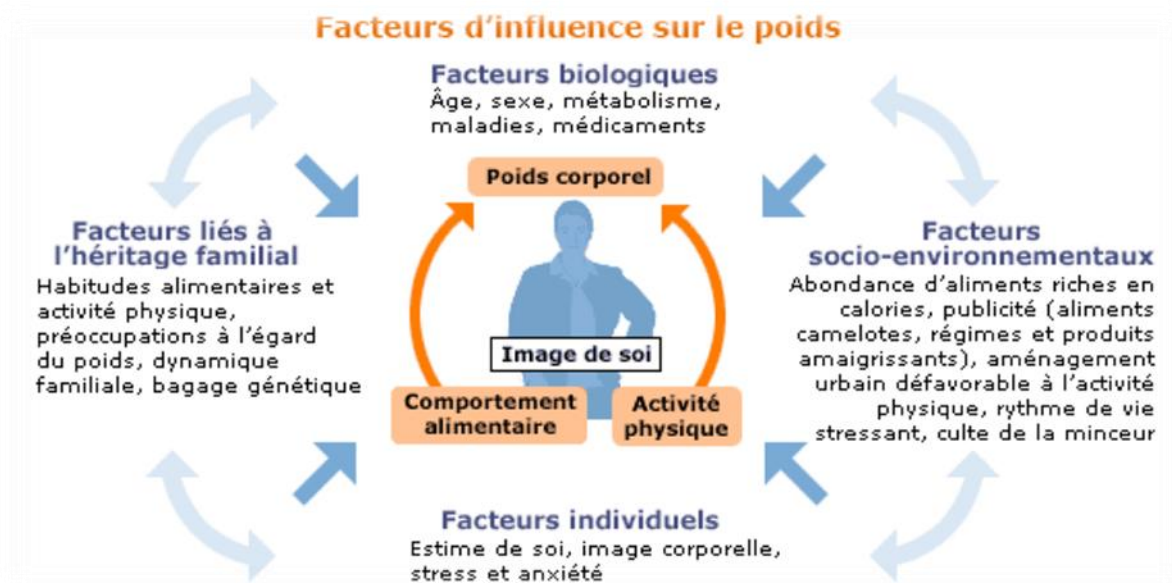 Facteurs d’influence sur le poids
Facteurs biologiques
Âge, sexe, métabolisme,
maladies, médicaments
Poids corporel
Facteurs liés à
l’héritage familial
Habitudes alimentaires et
activité physique,
préoccupations à l’égard
du poids, dynamique
familiale, bagage génétique
Image de soi
Comportement
alimentaire
Activité
physique
Facteurs
socio-environnementaux
Abondance d’aliments riches en
calories, publicité (aliments
camelotes, régimes et produits
amaigrissants), aménagement
urbain défavorable à l’activité
physique, rythme de vie
stressant, culte de la minceur
Facteurs individuels
Estime de soi, image corporelle,
stress et anxiété